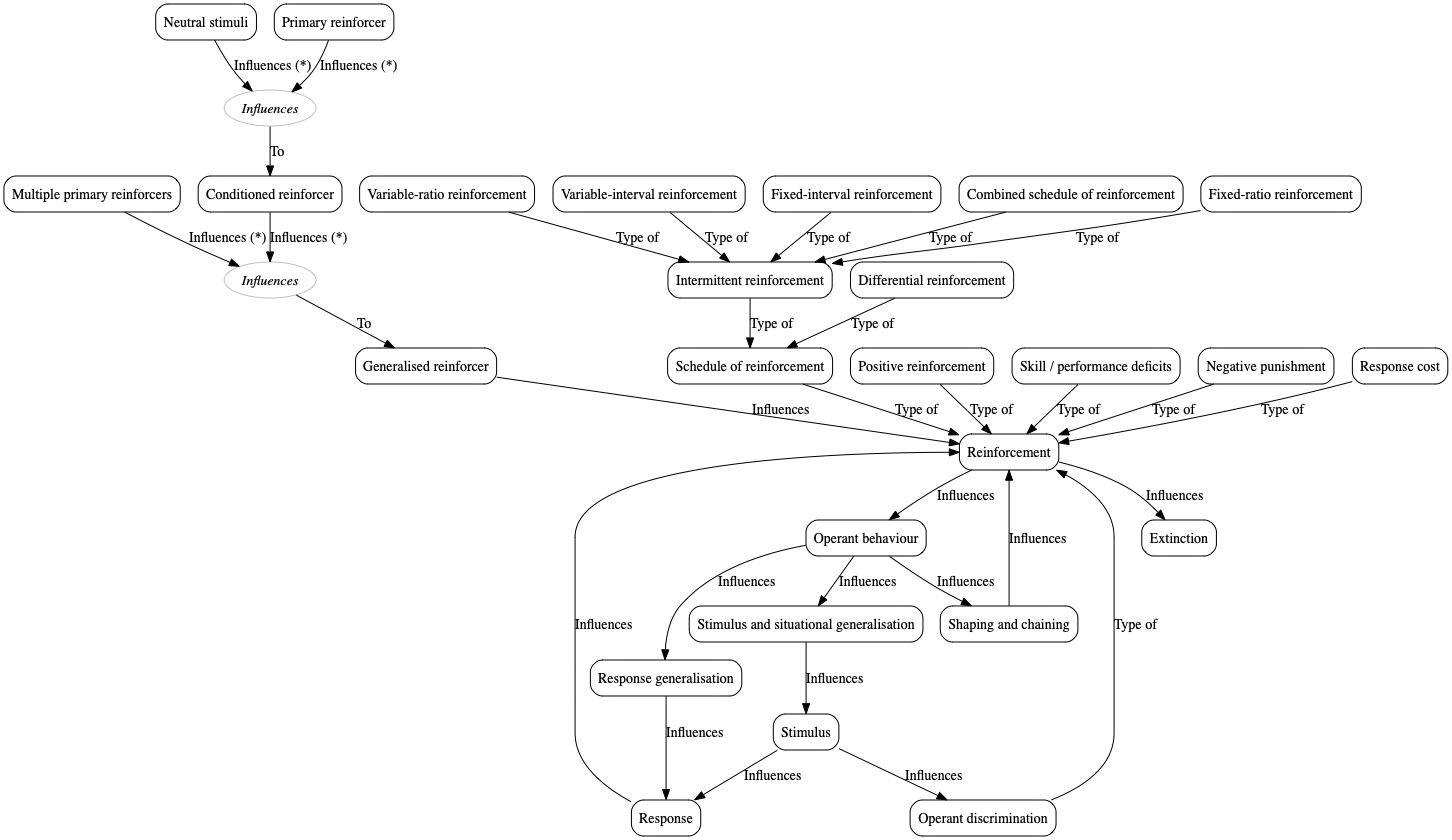 Neutral stimuli
Primary reinforcer
Influences (*)
Influences (*)
Influences
To
Multiple primary reinforcers
Conditioned reinforcer
Variable-ratio reinforcement
Variable-interval reinforcement
Fixed-interval reinforcement
Combined schedule of reinforcement
Fixed-ratio reinforcement
Influences (*)
Influences (*)
Type of
Type of
Type of
Type of
Type of
Influences
Intermittent reinforcement
Differential reinforcement
To
Type of
Type of
Generalised reinforcer
Schedule of reinforcement
Positive reinforcement
Skill / performance deficits
Negative punishment
Response cost
Influences
Type of
Type of
Type of
Type of
Type of
Reinforcement
Influences
Influences
Operant behaviour
Influences
Extinction
Influences
Influences
Influences
Influences
Stimulus and situational generalisation
Shaping and chaining
Type of
Response generalisation
Influences
Influences
Stimulus
Influences
Influences
Response
Operant discrimination